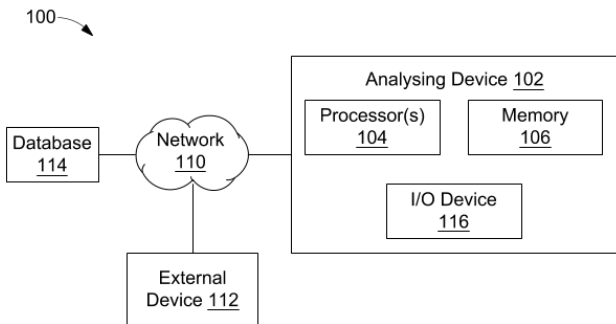 100
Analysing Device 102
Processor(s)
104
Memory
106
Database
114
Network
110
I/O Device
116
External
Device 112